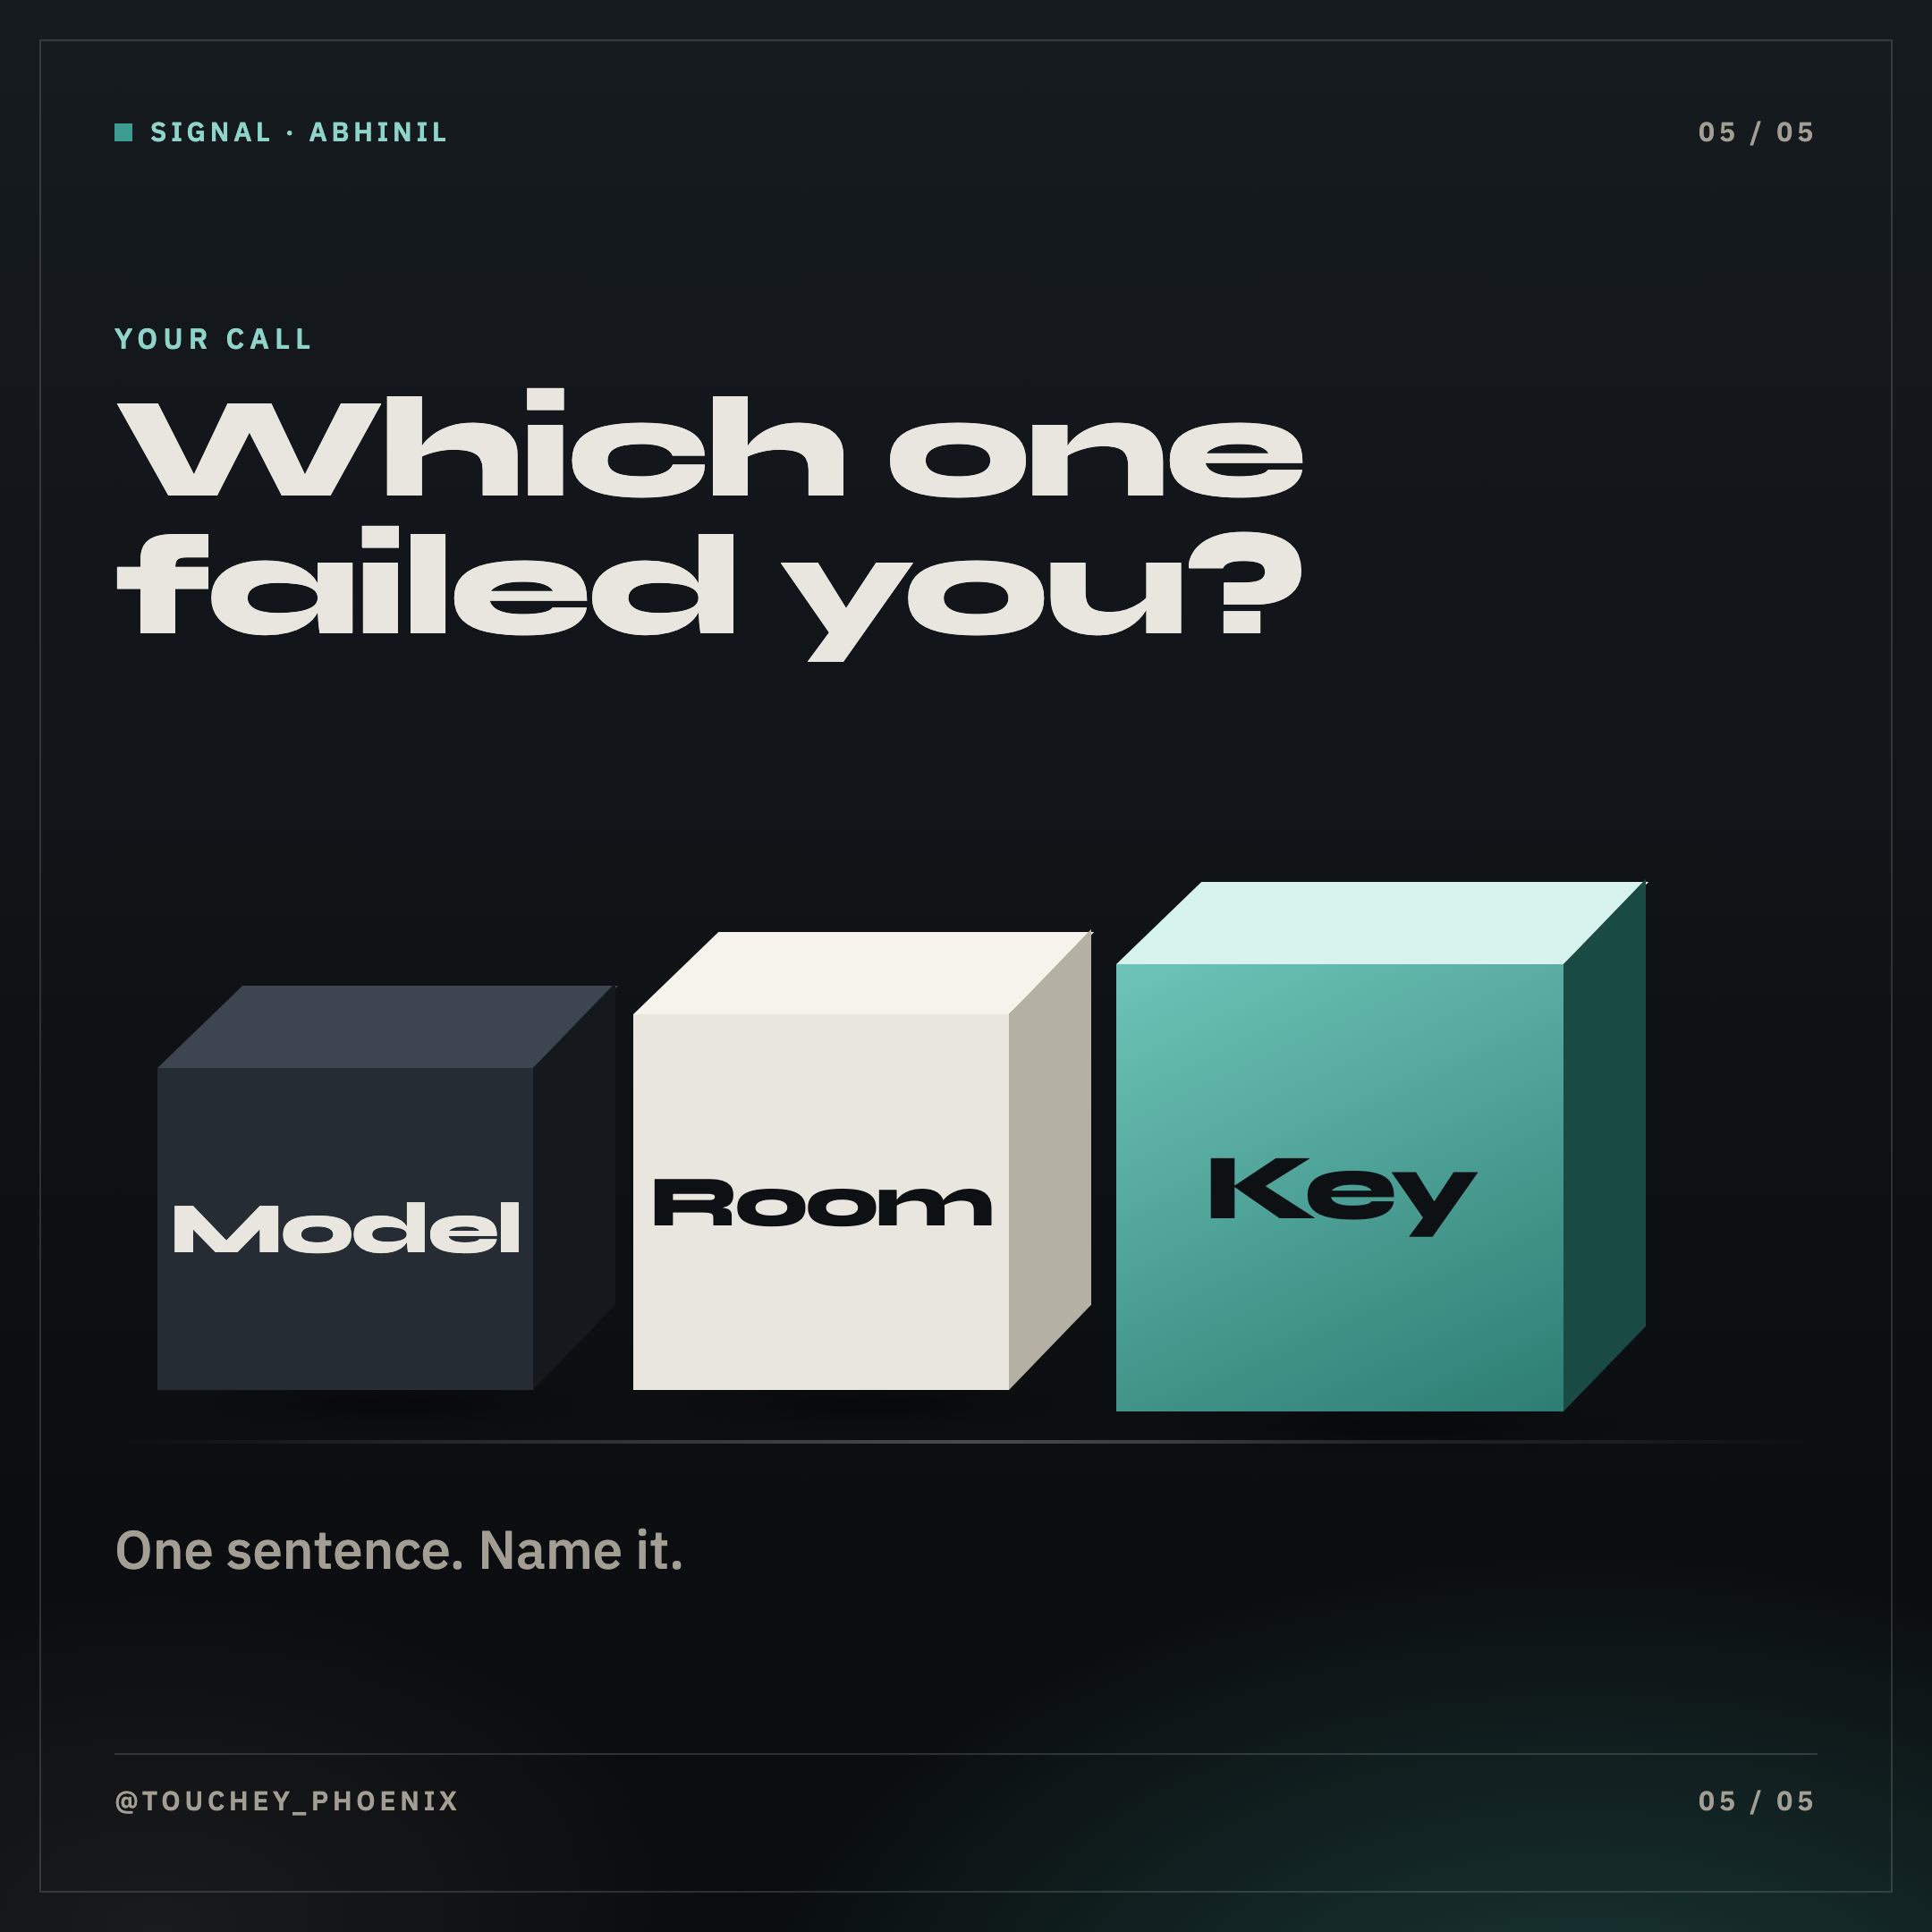 SIGNAL · ABHINIL
05 / 05
YOUR CALL
Which one
failed you?
Model
Room
Key
One sentence. Name it.
@TOUCHEY_PHOENIX
05 / 05